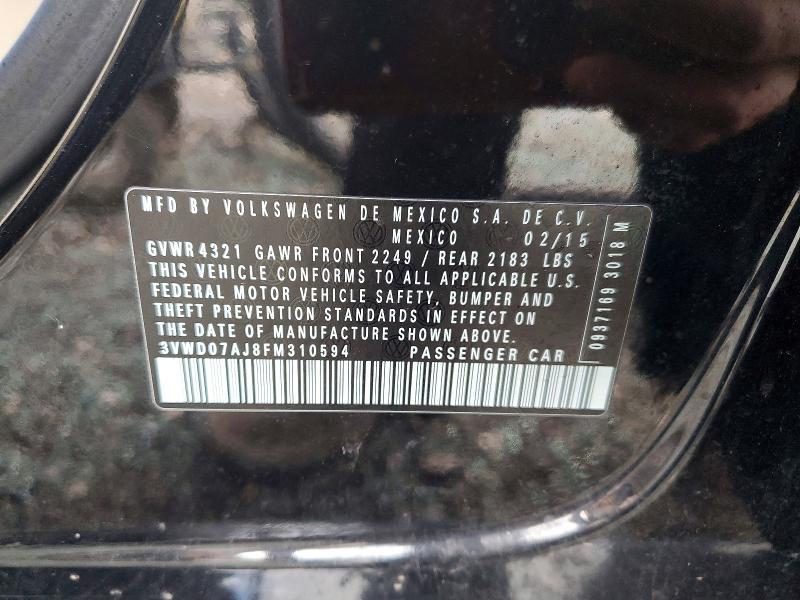 MFD BY VOLKSWAGEN DE MEXICO S.A. DE C.V.
MEXICO 02/15
GVWR 4321 GAWR FRONT 2249 / REAR 2183 LBS
THIS VEHICLE CONFORMS TO ALL APPLICABLE U.S.
FEDERAL MOTOR VEHICLE SAFETY, BUMPER AND
THEFT PREVENTION STANDARDS IN EFFECT ON
THE DATE OF MANUFACTURE SHOWN ABOVE.
3VWD07AJ8FM310594 PASSENGER CAR
0937169 3018 M